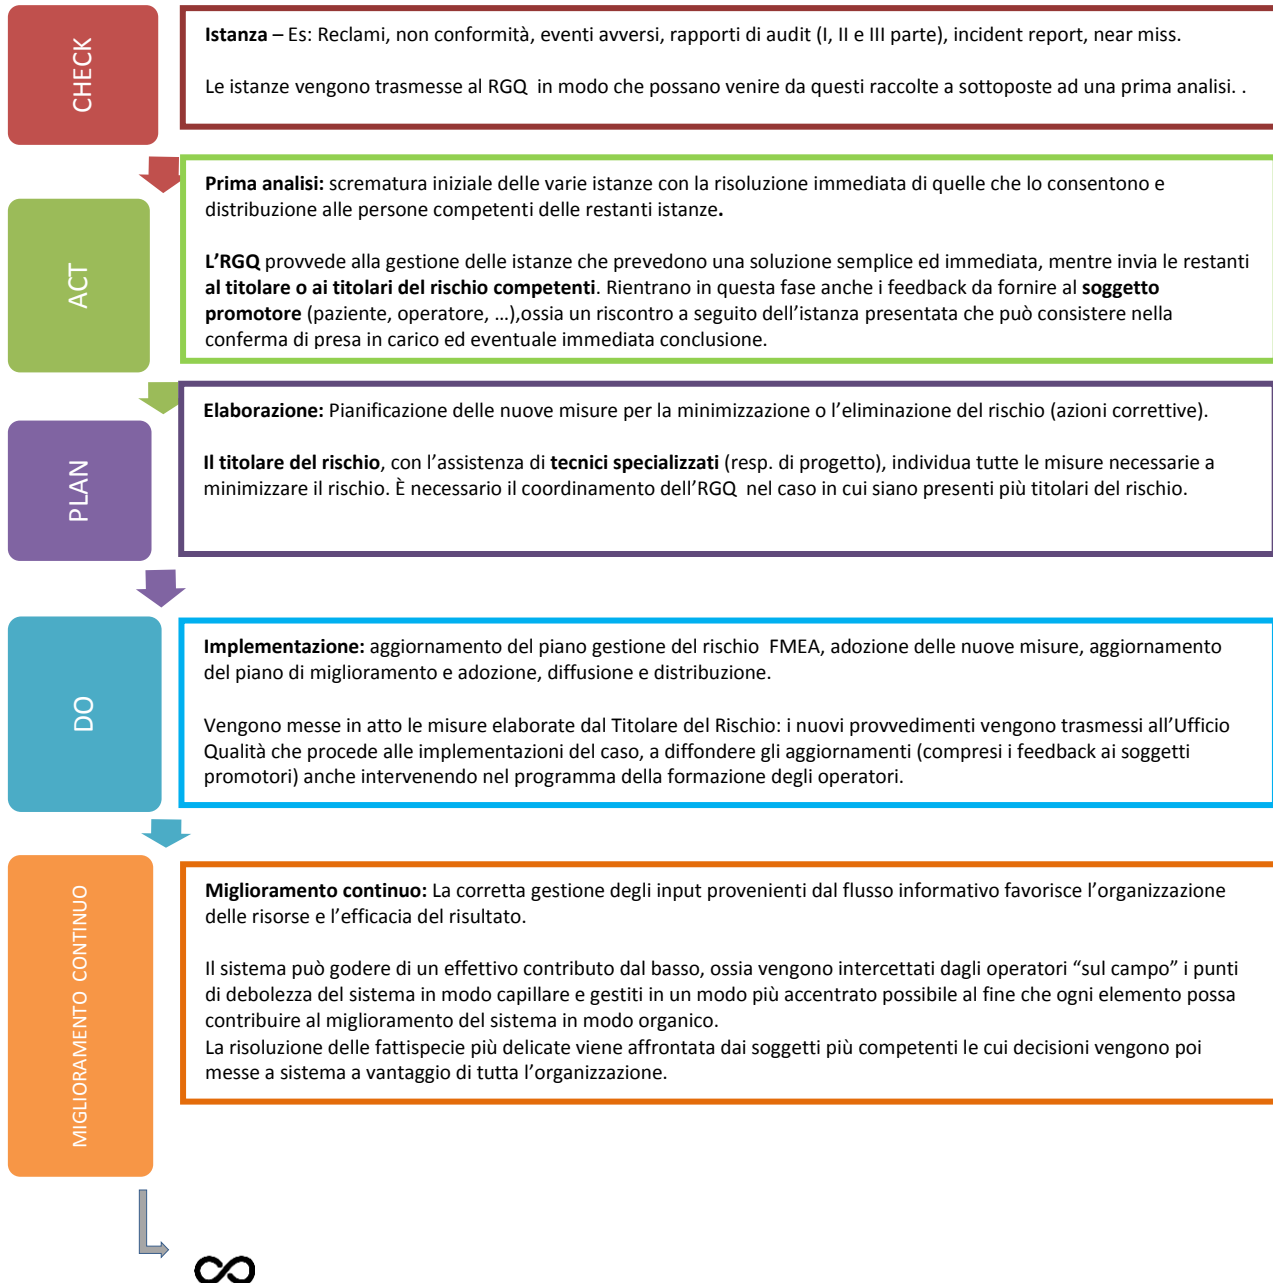 CHECK
Istanza – Es: Reclami, non conformità, eventi avversi, rapporti di audit (I, II e III parte), incident report, near miss.
Le istanze vengono trasmesse al RGQ in modo che possano venire da questi raccolte a sottoposte ad una prima analisi. .
ACT
Prima analisi: scrematura iniziale delle varie istanze con la risoluzione immediata di quelle che lo consentono e
distribuzione alle persone competenti delle restanti istanze.
L’RGQ provvede alla gestione delle istanze che prevedono una soluzione semplice ed immediata, mentre invia le restanti
al titolare o ai titolari del rischio competenti. Rientrano in questa fase anche i feedback da fornire al soggetto
promotore (paziente, operatore, …),ossia un riscontro a seguito dell’istanza presentata che può consistere nella
conferma di presa in carico ed eventuale immediata conclusione.
PLAN
Elaborazione: Pianificazione delle nuove misure per la minimizzazione o l’eliminazione del rischio (azioni correttive).
Il titolare del rischio, con l’assistenza di tecnici specializzati (resp. di progetto), individua tutte le misure necessarie a
minimizzare il rischio. È necessario il coordinamento dell’RGQ nel caso in cui siano presenti più titolari del rischio.
DO
Implementazione: aggiornamento del piano gestione del rischio FMEA, adozione delle nuove misure, aggiornamento
del piano di miglioramento e adozione, diffusione e distribuzione.
Vengono messe in atto le misure elaborate dal Titolare del Rischio: i nuovi provvedimenti vengono trasmessi all’Ufficio
Qualità che procede alle implementazioni del caso, a diffondere gli aggiornamenti (compresi i feedback ai soggetti
promotori) anche intervenendo nel programma della formazione degli operatori.
MIGLIORAMENTO CONTINUO
Miglioramento continuo: La corretta gestione degli input provenienti dal flusso informativo favorisce l’organizzazione
delle risorse e l’efficacia del risultato.
Il sistema può godere di un effettivo contributo dal basso, ossia vengono intercettati dagli operatori “sul campo” i punti
di debolezza del sistema in modo capillare e gestiti in un modo più accentrato possibile al fine che ogni elemento possa
contribuire al miglioramento del sistema in modo organico.
La risoluzione delle fattispecie più delicate viene affrontata dai soggetti più competenti le cui decisioni vengono poi
messe a sistema a vantaggio di tutta l’organizzazione.
∞